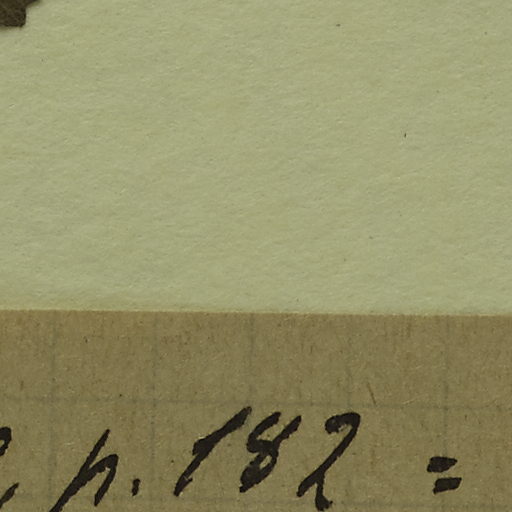 , p. 182 =